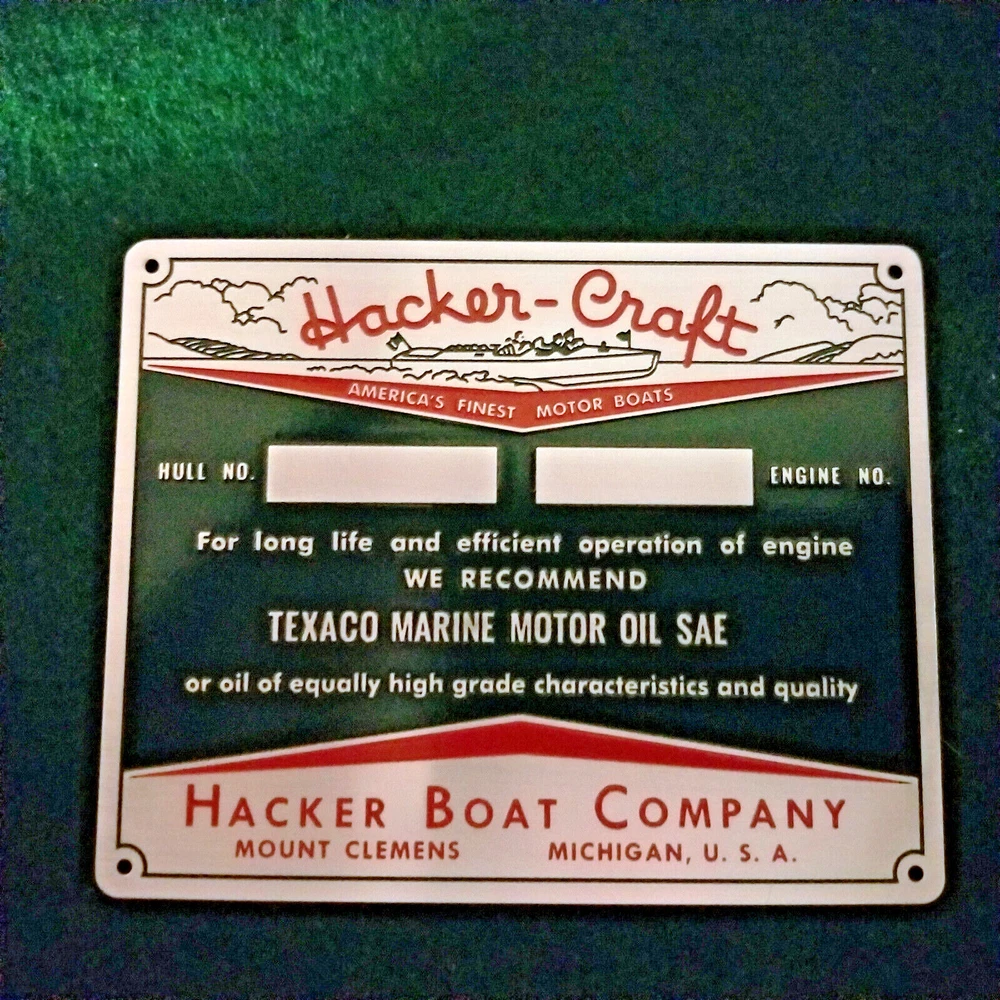 Hacker-Craft
AMERICA'S FINEST MOTOR BOATS
HULL NO. ENGINE NO.
For long life and efficient operation of engine
WE RECOMMEND
TEXACO MARINE MOTOR OIL SAE
or oil of equally high grade characteristics and quality
HACKER BOAT COMPANY
MOUNT CLEMENS MICHIGAN, U. S. A.